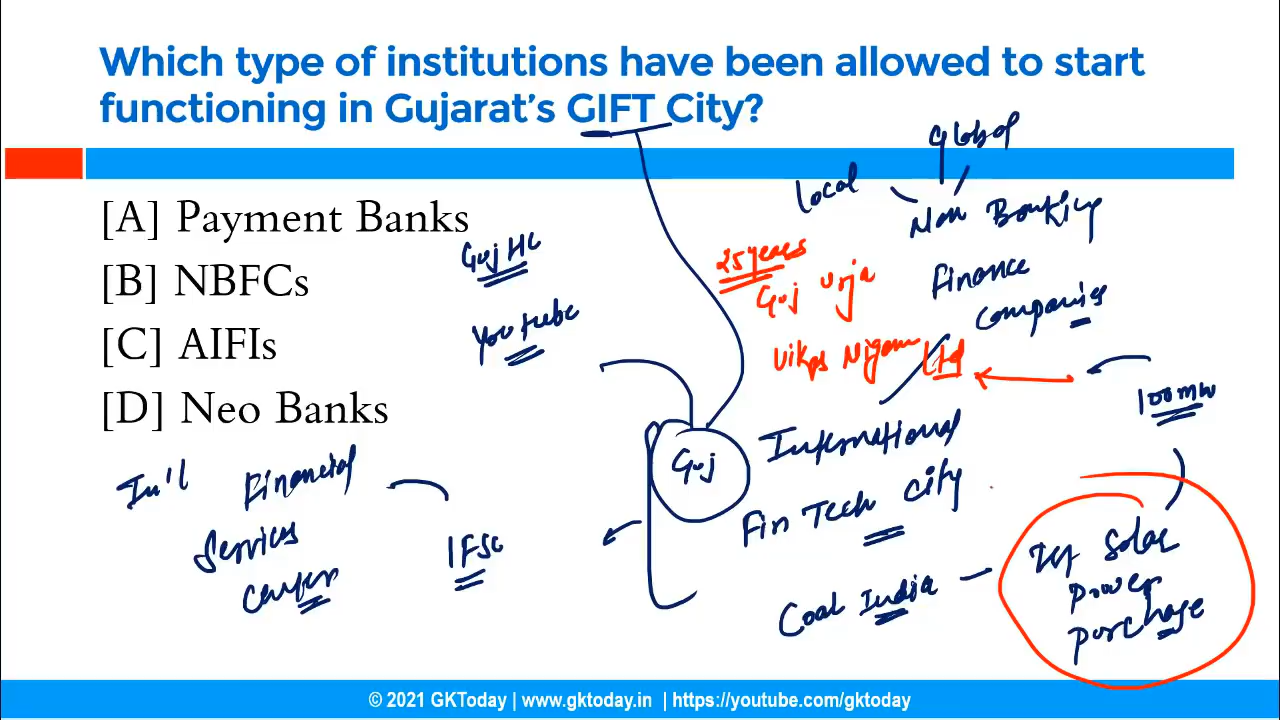 Which type of institutions have been allowed to start
functioning in Gujarat's GIFT City?
[A] Payment Banks
[B] NBFCs
[C] AIFIs
[D] Neo Banks
Guj HC
YouTube
Local
Global
Non Banking
Finance
Companies
25 years
Guj Urja
Vikas Nigam Ltd
100 MW
Guj
International
Fin Tech City
Int'l Financial
Services
Center
IFSC
Coal India
1st Solar
Power
Purchase
© 2021 GKToday | www.gktoday.in | https://youtube.com/gktoday